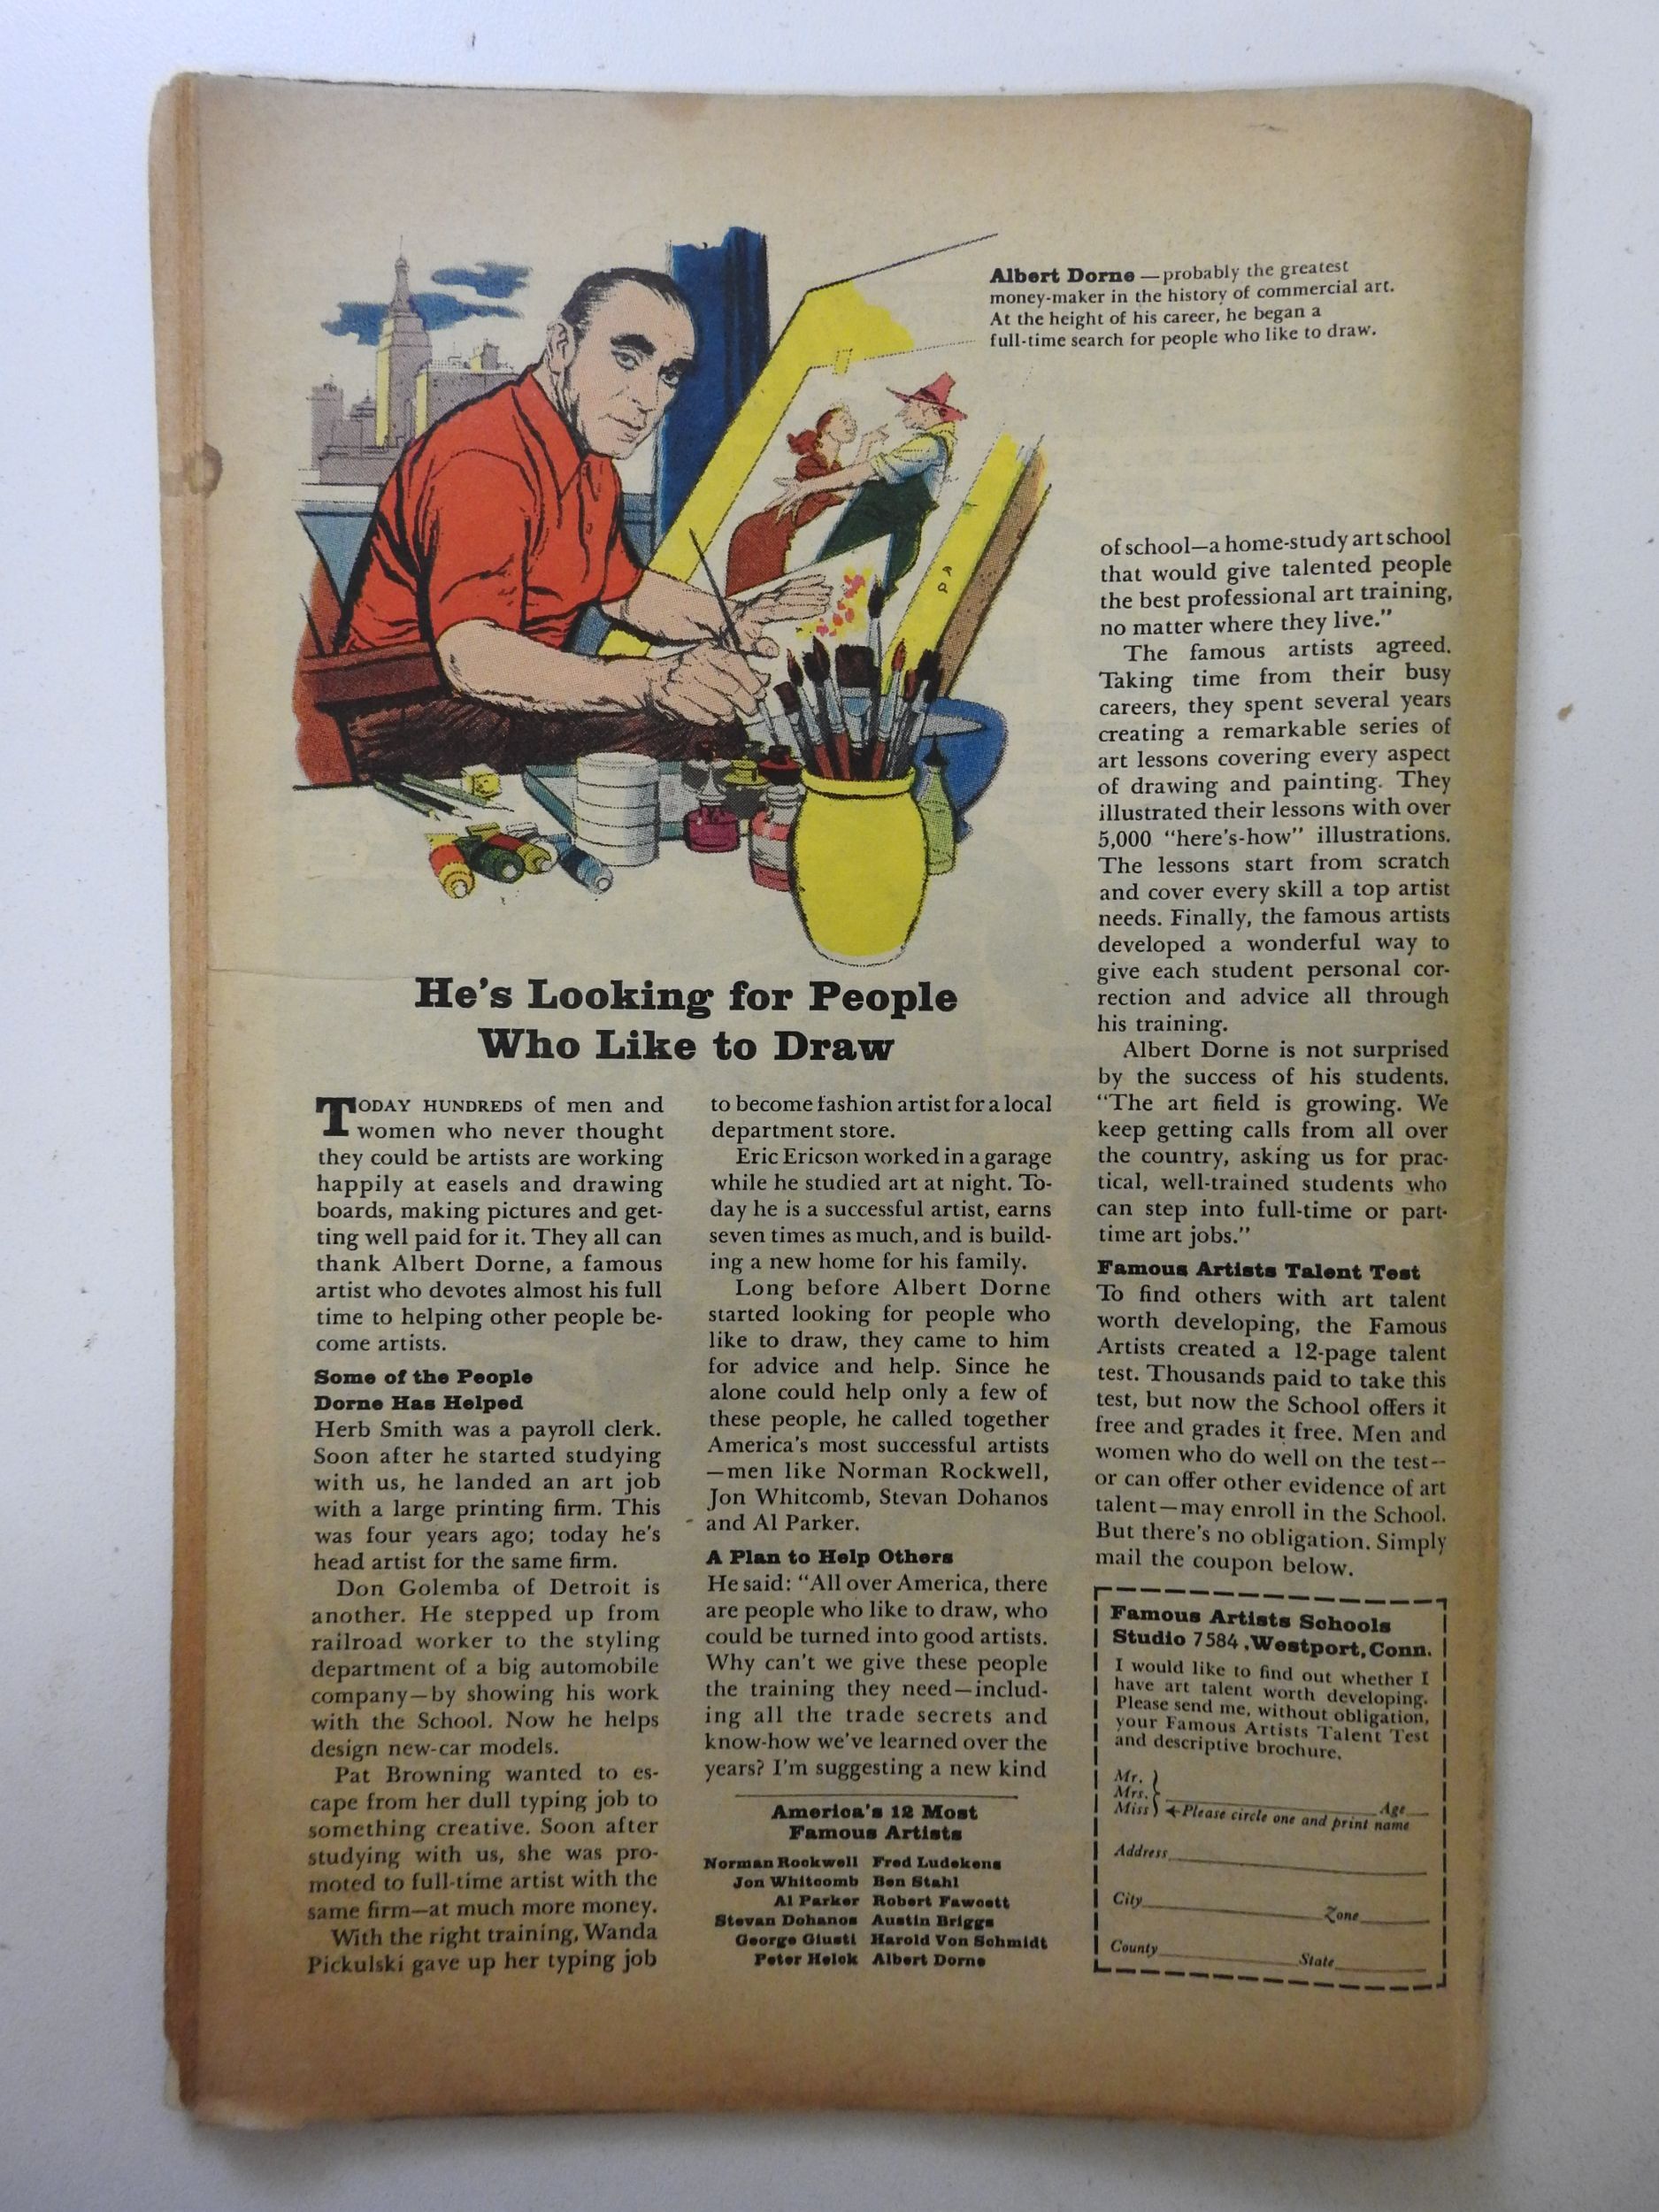 Albert Dorne — probably the greatest
money-maker in the history of commercial art.
At the height of his career, he began a
full-time search for people who like to draw.
He's Looking for People
Who Like to Draw
TODAY HUNDREDS of men and
women who never thought
they could be artists are working
happily at easels and drawing
boards, making pictures and get-
ting well paid for it. They all can
thank Albert Dorne, a famous
artist who devotes almost his full
time to helping other people be-
come artists.
Some of the People
Dorne Has Helped
Herb Smith was a payroll clerk.
Soon after he started studying
with us, he landed an art job
with a large printing firm. This
was four years ago; today he's
head artist for the same firm.
Don Golemba of Detroit is
another. He stepped up from
railroad worker to the styling
department of a big automobile
company—by showing his work
with the School. Now he helps
design new-car models.
Pat Browning wanted to es-
cape from her dull typing job to
something creative. Soon after
studying with us, she was pro-
moted to full-time artist with the
same firm—at much more money.
With the right training, Wanda
Pickulski gave up her typing job
to become fashion artist for a local
department store.
Eric Ericson worked in a garage
while he studied art at night. To-
day he is a successful artist, earns
seven times as much, and is build-
ing a new home for his family.
Long before Albert Dorne
started looking for people who
like to draw, they came to him
for advice and help. Since he
alone could help only a few of
these people, he called together
America's most successful artists
—men like Norman Rockwell,
Jon Whitcomb, Stevan Dohanos
and Al Parker.
A Plan to Help Others
He said: "All over America, there
are people who like to draw, who
could be turned into good artists.
Why can't we give these people
the training they need—includ-
ing all the trade secrets and
know-how we've learned over the
years? I'm suggesting a new kind
America's 12 Most
Famous Artists
Norman Rockwell Fred Ludekens
Jon Whitcomb Ben Stahl
Al Parker Robert Fawcett
Stevan Dohanos Austin Briggs
George Giusti Harold Von Schmidt
Peter Helck Albert Dorne
of school—a home-study art school
that would give talented people
the best professional art training,
no matter where they live."
The famous artists agreed.
Taking time from their busy
careers, they spent several years
creating a remarkable series of
art lessons covering every aspect
of drawing and painting. They
illustrated their lessons with over
5,000 "here's-how" illustrations.
The lessons start from scratch
and cover every skill a top artist
needs. Finally, the famous artists
developed a wonderful way to
give each student personal cor-
rection and advice all through
his training.
Albert Dorne is not surprised
by the success of his students.
"The art field is growing. We
keep getting calls from all over
the country, asking us for prac-
tical, well-trained students who
can step into full-time or part-
time art jobs."
Famous Artists Talent Test
To find others with art talent
worth developing, the Famous
Artists created a 12-page talent
test. Thousands paid to take this
test, but now the School offers it
free and grades it free. Men and
women who do well on the test--
or can offer other evidence of art
talent—may enroll in the School.
But there's no obligation. Simply
mail the coupon below.
Famous Artists Schools
Studio 7584, Westport, Conn.
I would like to find out whether I
have art talent worth developing.
Please send me, without obligation,
your Famous Artists Talent Test
and descriptive brochure.
Mr.
Mrs. Age
Miss Please circle one and print name
Address
City Zone
County State